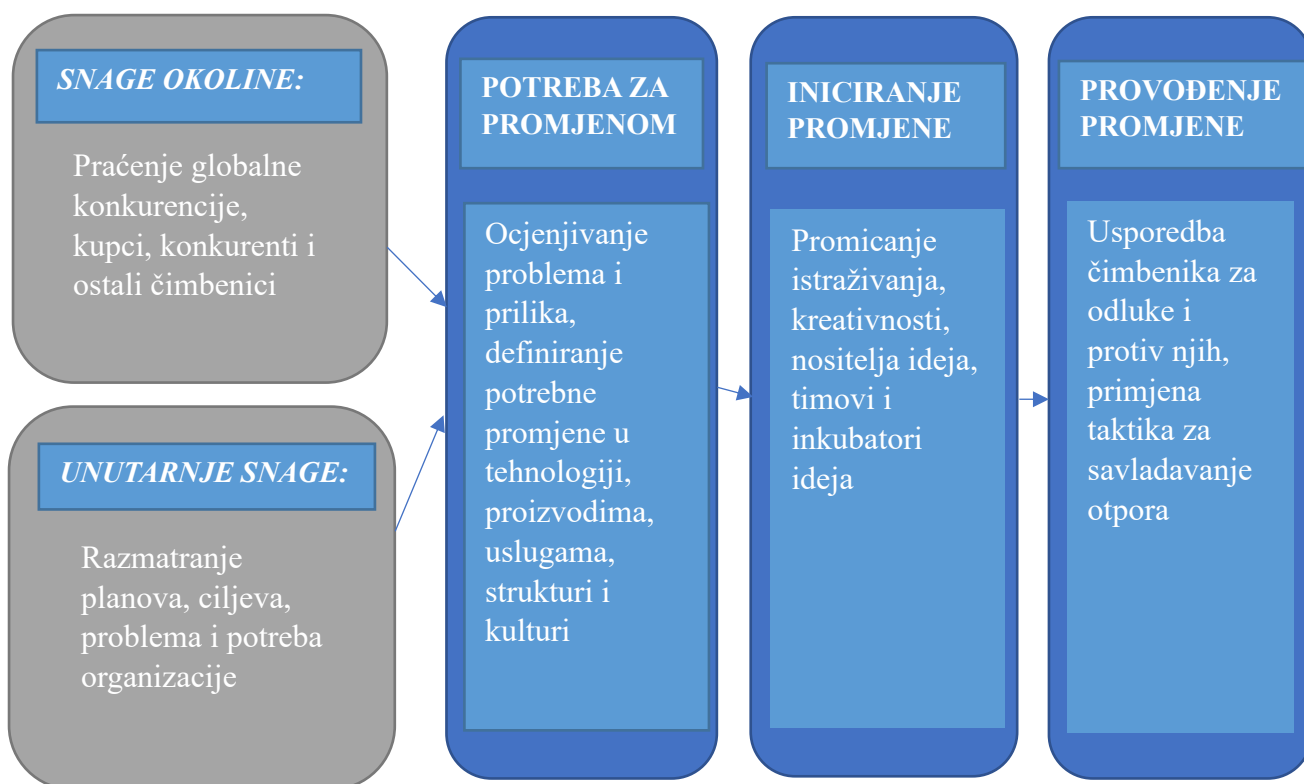 SNAGE OKOLINE:
Praćenje globalne
konkurencije,
kupci, konkurenti i
ostali čimbenici
UNUTARNJE SNAGE:
Razmatranje
planova, ciljeva,
problema i potreba
organizacije
POTREBA ZA
PROMJENOM
Ocjenjivanje
problema i
prilika,
definiranje
potrebne
promjene u
tehnologiji,
proizvodima,
uslugama,
strukturi i
kulturi
INICIRANJE
PROMJENE
Promicanje
istraživanja,
kreativnosti,
nositelja ideja,
timovi i
inkubatori
ideja
PROVOĐENJE
PROMJENE
Usporedba
čimbenika za
odluke i
protiv njih,
primjena
taktika za
savladavanje
otpora